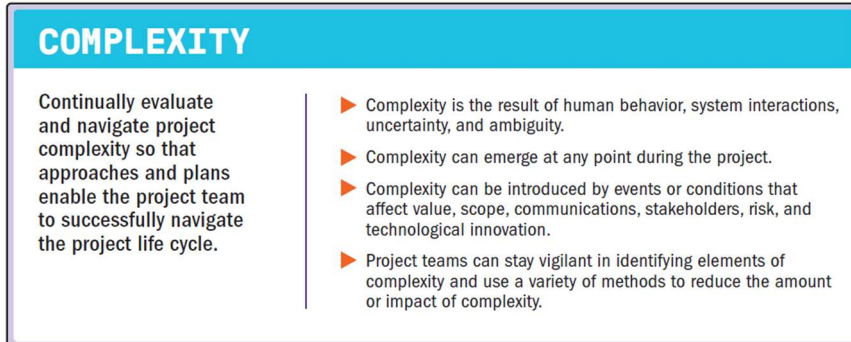 COMPLEXITY
Continually evaluate
and navigate project
complexity so that
approaches and plans
enable the project team
to successfully navigate
the project life cycle.
Complexity is the result of human behavior, system interactions,
uncertainty, and ambiguity.
Complexity can emerge at any point during the project.
Complexity can be introduced by events or conditions that
affect value, scope, communications, stakeholders, risk, and
technological innovation.
Project teams can stay vigilant in identifying elements of
complexity and use a variety of methods to reduce the amount
or impact of complexity.